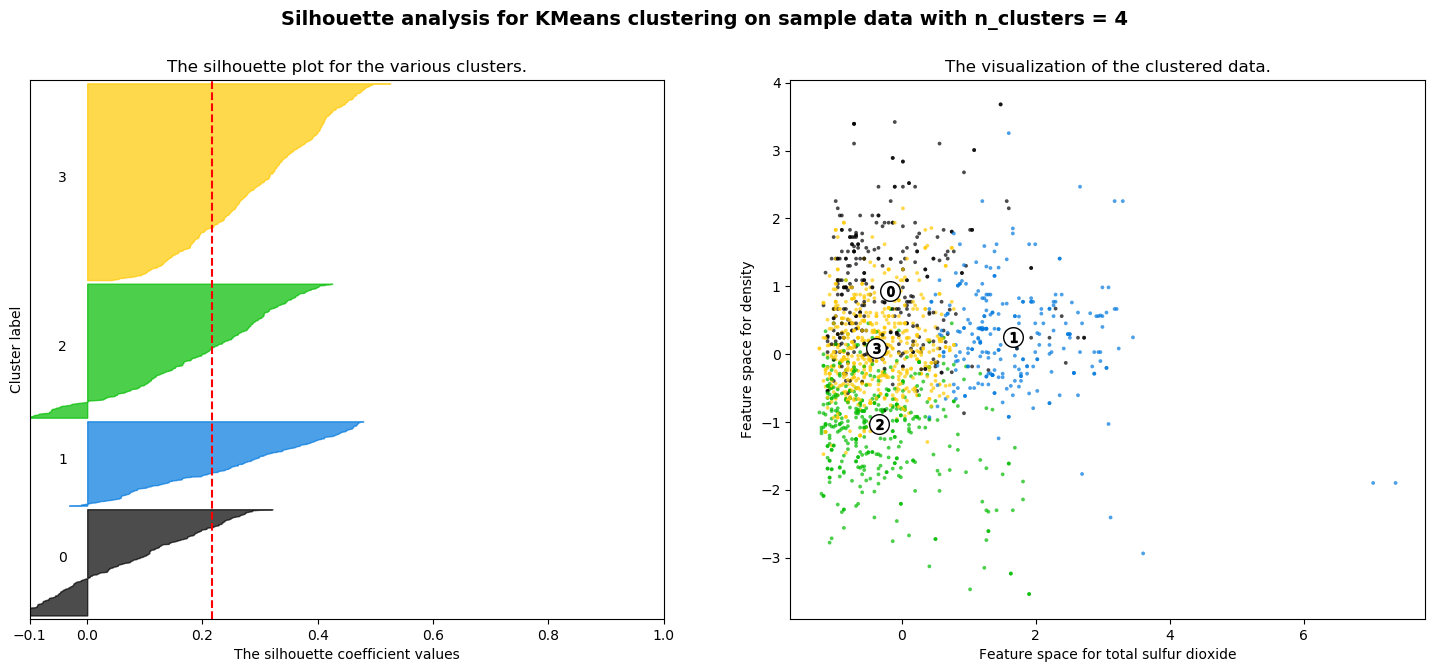 Silhouette analysis for KMeans clustering on sample data with n_clusters = 4
The silhouette plot for the various clusters.
3
2
1
0
Cluster label
−0.1 0.0 0.2 0.4 0.6 0.8 1.0
The silhouette coefficient values
The visualization of the clustered data.
4
3
2
1
0
−1
−2
−3
Feature space for density
0
1
3
2
0 2 4 6
Feature space for total sulfur dioxide